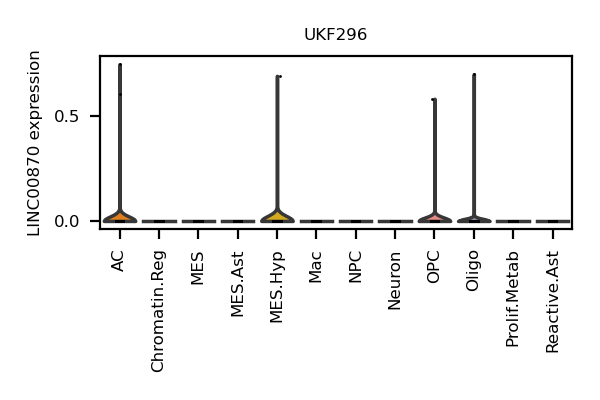 UKF296
LINC00870 expression
0.5
0.0
AC
Chromatin.Reg
MES
MES.Ast
MES.Hyp
Mac
NPC
Neuron
OPC
Oligo
Prolif.Metab
Reactive.Ast